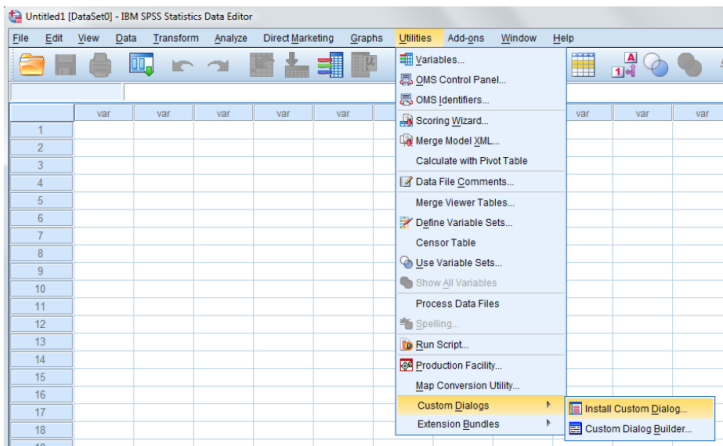 Untitled1 [DataSet0] - IBM SPSS Statistics Data Editor
File Edit View Data Transform Analyze Direct Marketing Graphs Utilities Add-ons Window Help
Variables...
OMS Control Panel...
OMS Identifiers...
Scoring Wizard...
Merge Model XML...
Calculate with Pivot Table
Data File Comments...
Merge Viewer Tables...
Define Variable Sets...
Censor Table
Use Variable Sets...
Show All Variables
Process Data Files
Spelling...
Run Script...
Production Facility...
Map Conversion Utility...
Custom Dialogs
Extension Bundles
Install Custom Dialog...
Custom Dialog Builder...
var var var var var var var var
1
2
3
4
5
6
7
8
9
10
11
12
13
14
15
16
17
18